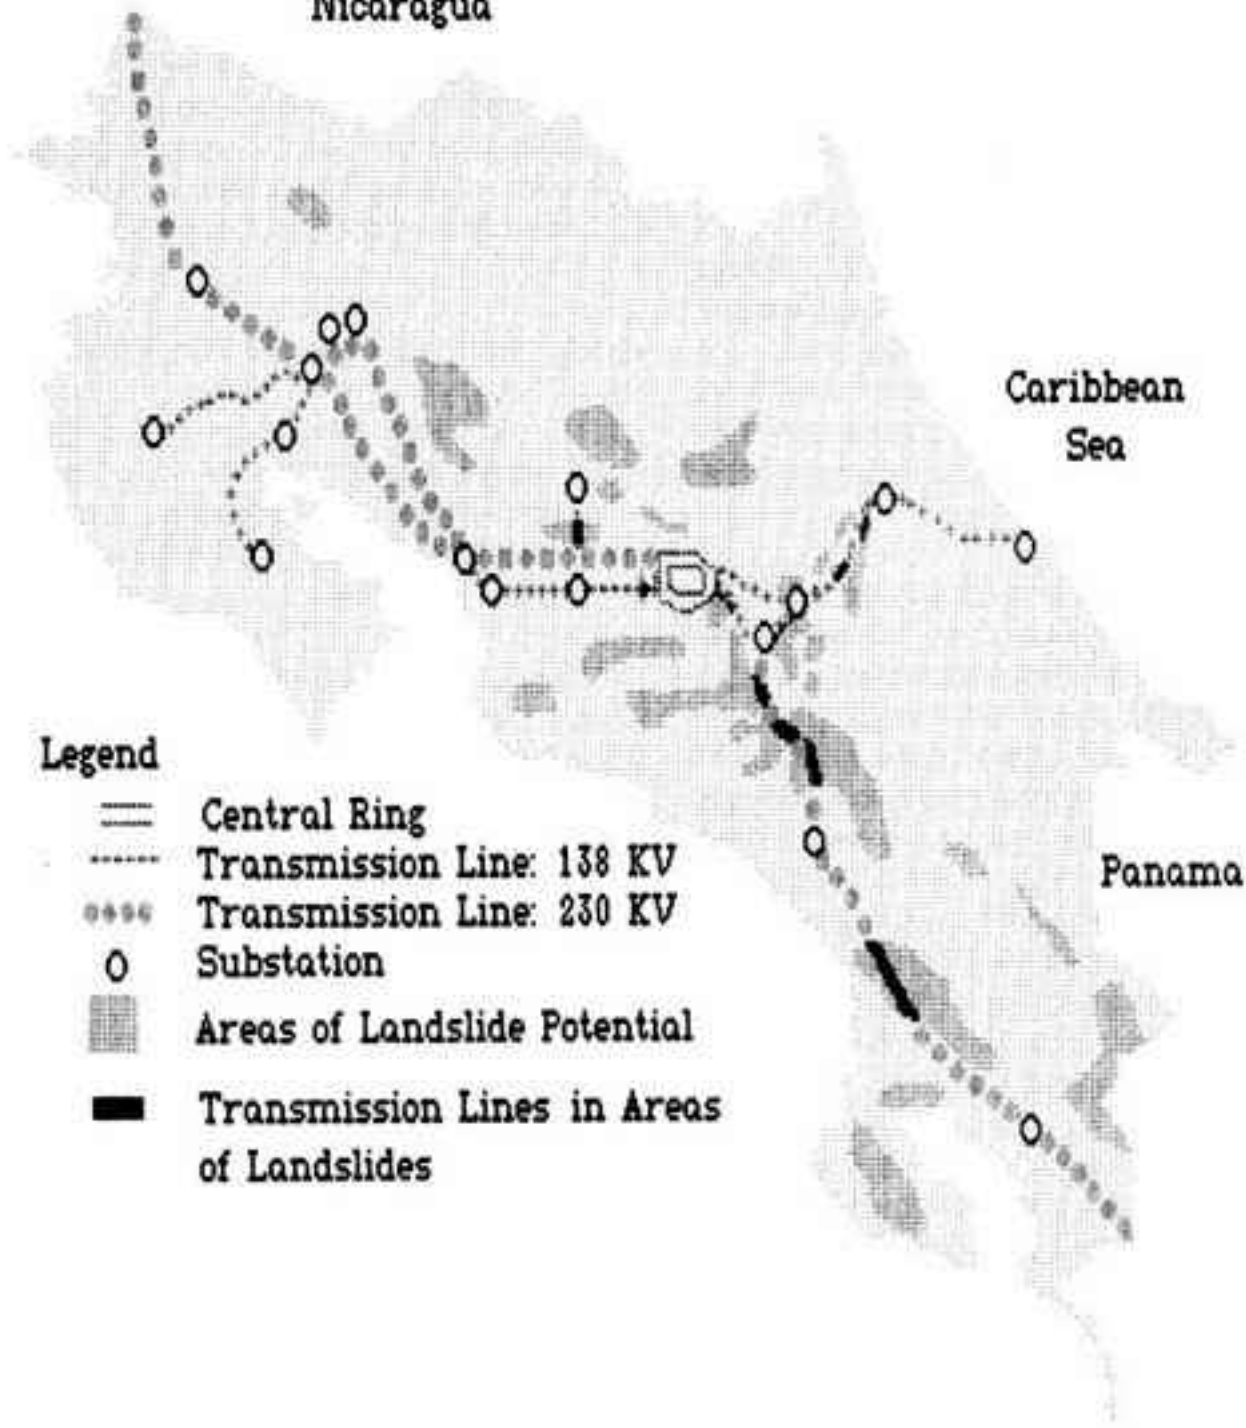 Nicaragua
Caribbean
Sea
Legend
Central Ring
Transmission Line: 138 KV
Transmission Line: 230 KV
Substation
Areas of Landslide Potential
Transmission Lines in Areas
of Landslides
Panama